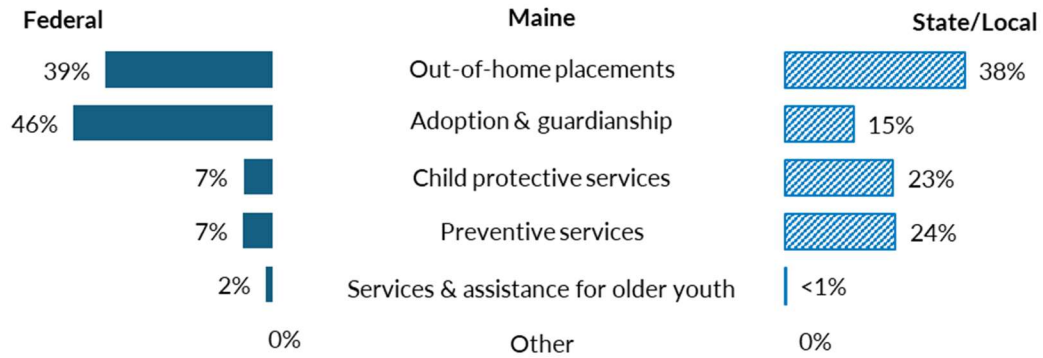 Federal Maine State/Local
39% Out-of-home placements 38%
46% Adoption & guardianship 15%
7% Child protective services 23%
7% Preventive services 24%
2% Services & assistance for older youth <1%
0% Other 0%